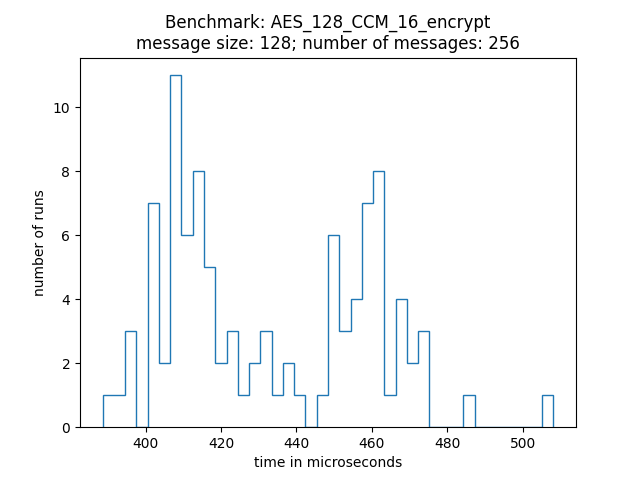 Benchmark: AES_128_CCM_16_encrypt
message size: 128; number of messages: 256
10
8
6
4
2
0
number of runs
400 420 440 460 480 500
time in microseconds